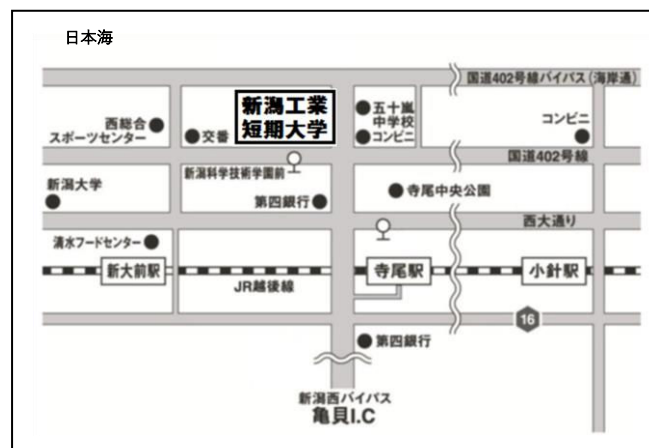 日本海
国道402号線バイパス(海岸通)
新潟工業
短期大学
五十嵐
中学校
コンビニ
コンビニ
西総合
スポーツセンター
交番
国道402号線
新潟科学技術学園前
新潟大学
第四銀行
寺尾中央公園
西大通り
清水フードセンター
新大前駅
JR越後線
寺尾駅
小針駅
16
第四銀行
新潟西バイパス
亀貝I.C